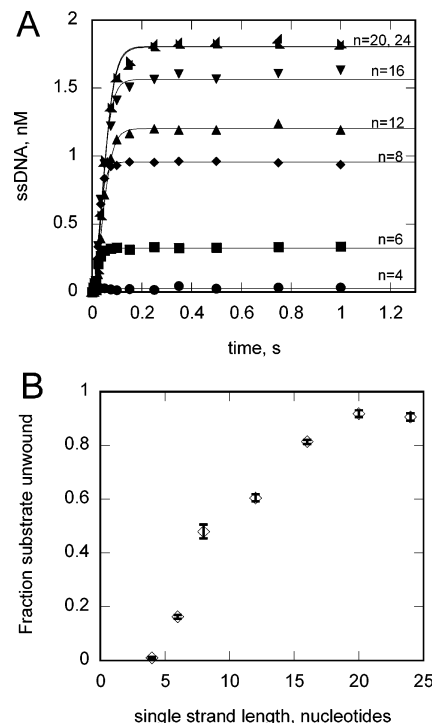 A
2
1.5
1
0.5
0
ssDNA, nM
n=20, 24
n=16
n=12
n=8
n=6
n=4
0 0.2 0.4 0.6 0.8 1.0 1.2
time, s
B
1
0.8
0.6
0.4
0.2
0
Fraction substrate unwound
0 5 10 15 20 25
single strand length, nucleotides